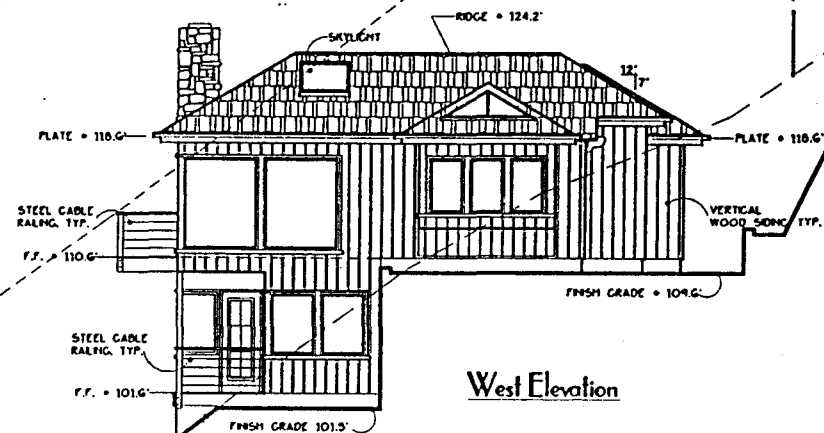 RIDGE = 124.2'
SKYLIGHT
12"
7"
PLATE = 118.6'
PLATE = 118.6'
STEEL CABLE
RAILING, TYP.
VERTICAL
WOOD SIDING, TYP.
F.F. = 110.6'
FINISH GRADE = 109.6'
STEEL CABLE
RAILING, TYP.
F.F. = 101.6'
West Elevation
FINISH GRADE 101.5'